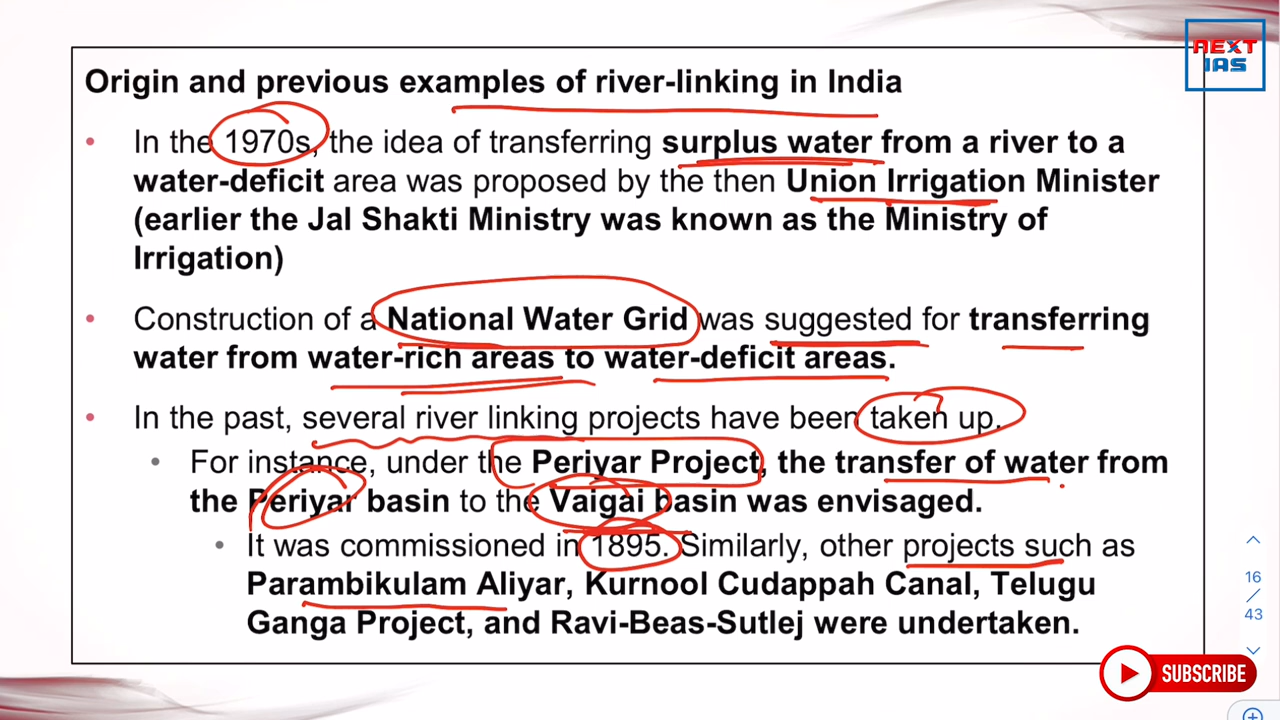 NEXT
IAS
Origin and previous examples of river-linking in India
• In the 1970s, the idea of transferring surplus water from a river to a
water-deficit area was proposed by the then Union Irrigation Minister
(earlier the Jal Shakti Ministry was known as the Ministry of
Irrigation)
• Construction of a National Water Grid was suggested for transferring
water from water-rich areas to water-deficit areas.
• In the past, several river linking projects have been taken up.
• For instance, under the Periyar Project, the transfer of water from
the Periyar basin to the Vaigai basin was envisaged.
• It was commissioned in 1895. Similarly, other projects such as
Parambikulam Aliyar, Kurnool Cudappah Canal, Telugu
Ganga Project, and Ravi-Beas-Sutlej were undertaken.
16
/
43
SUBSCRIBE